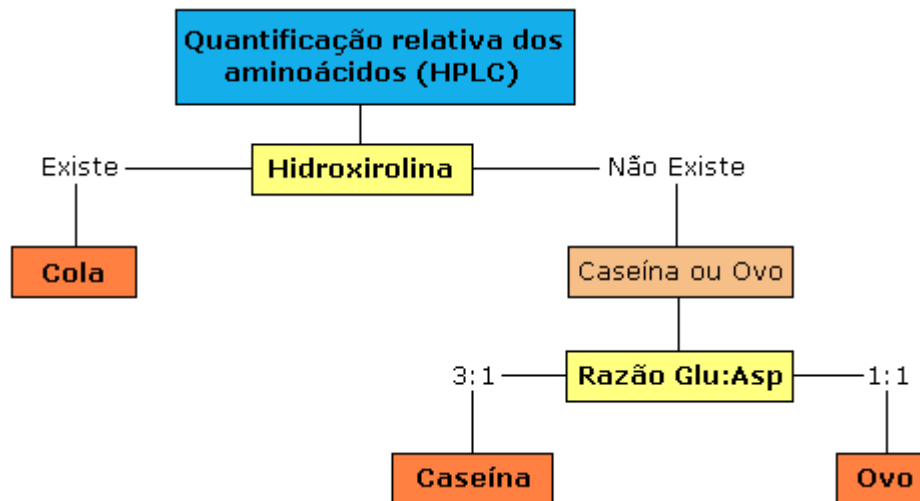 Quantificação relativa dos
aminoácidos (HPLC)
Existe
Hidroxirolina
Não Existe
Cola
Caseína ou Ovo
3:1
Razão Glu:Asp
1:1
Caseína
Ovo